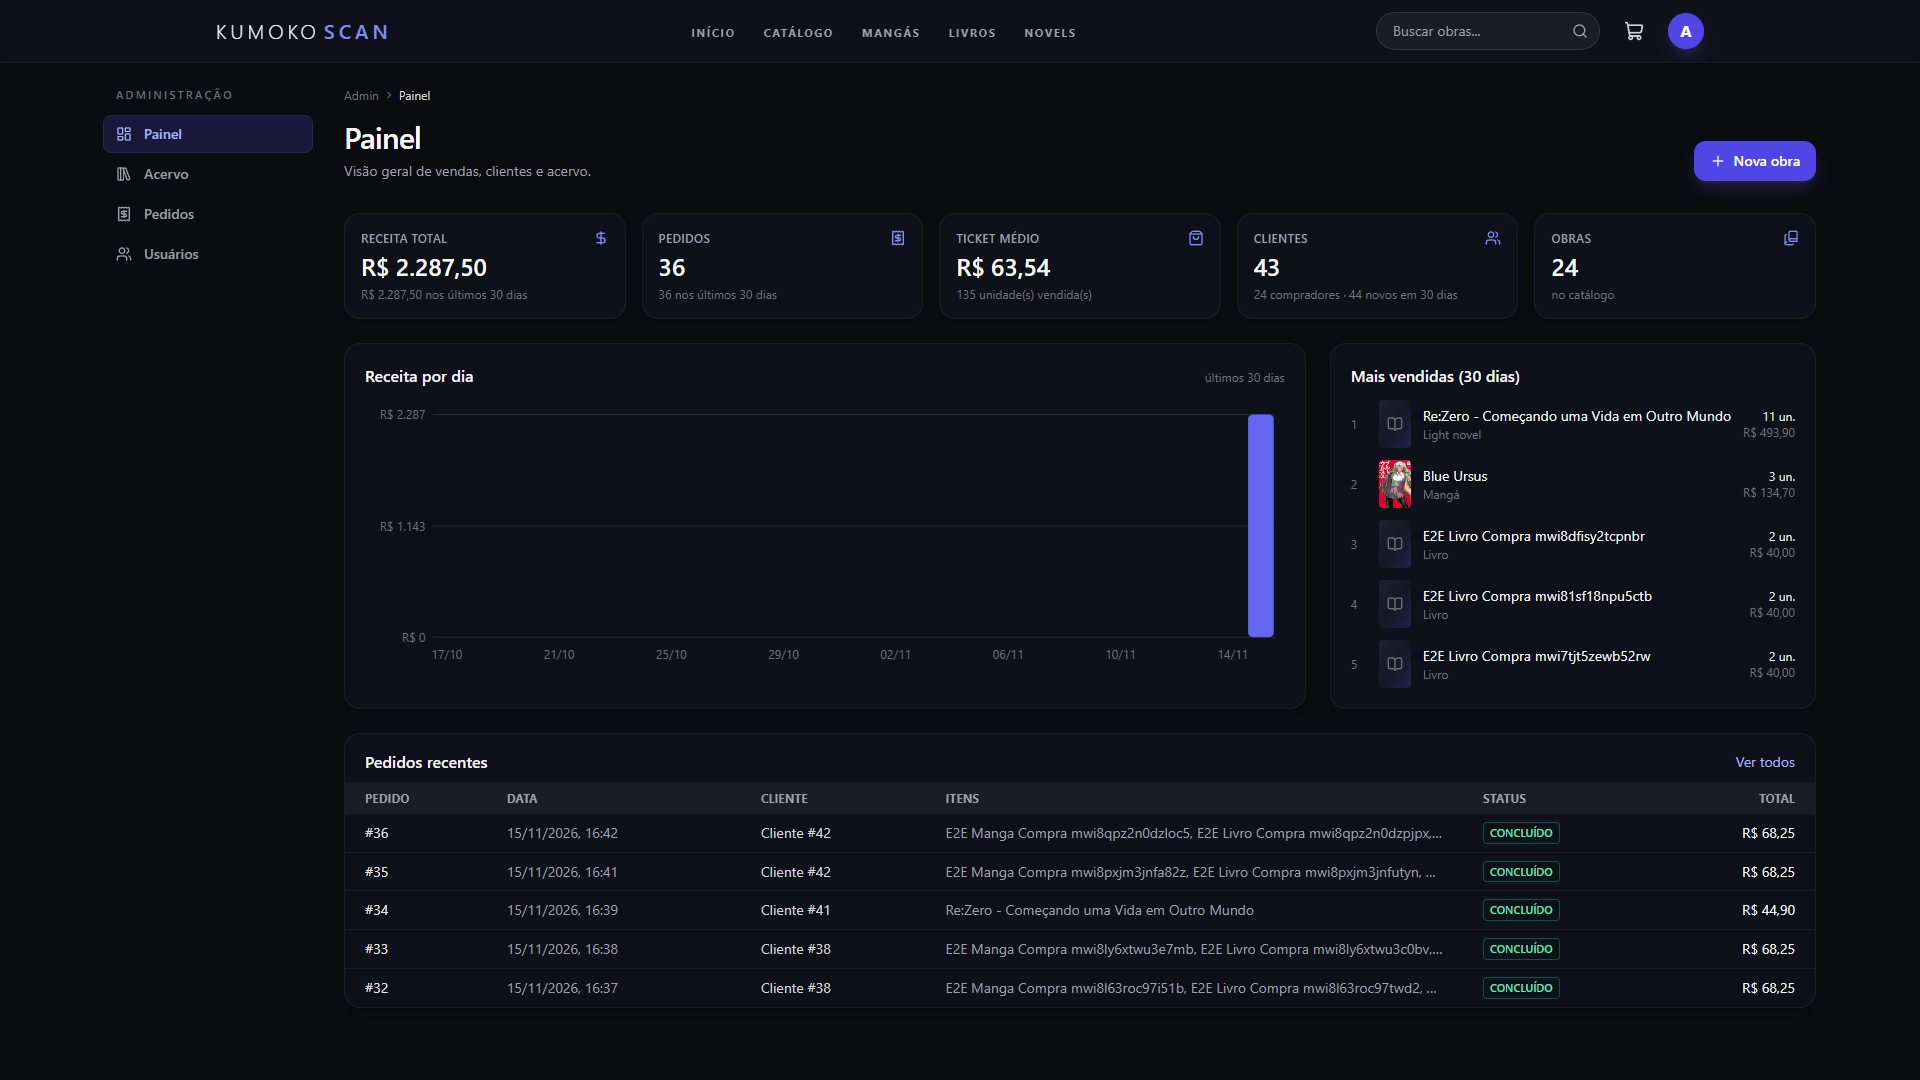 KUMOKO SCAN
INÍCIO CATÁLOGO MANGÁS LIVROS NOVELS
Buscar obras...
A
ADMINISTRAÇÃO
Painel
Acervo
Pedidos
Usuários
Admin > Painel
Painel
Visão geral de vendas, clientes e acervo.
+ Nova obra
RECEITA TOTAL
R$ 2.287,50
R$ 2.287,50 nos últimos 30 dias
PEDIDOS
36
36 nos últimos 30 dias
TICKET MÉDIO
R$ 63,54
135 unidade(s) vendida(s)
CLIENTES
43
24 compradores · 44 novos em 30 dias
OBRAS
24
no catálogo
Receita por dia
últimos 30 dias
R$ 2.287
R$ 1.143
R$ 0
17/10 21/10 25/10 29/10 02/11 06/11 10/11 14/11
Mais vendidas (30 dias)
1 Re:Zero - Começando uma Vida em Outro Mundo 11 un.
Light novel R$ 493,90
2 Blue Ursus 3 un.
Mangá R$ 134,70
3 E2E Livro Compra mwi8dfisy2tcpnbr 2 un.
Livro R$ 40,00
4 E2E Livro Compra mwi81sf18npu5ctb 2 un.
Livro R$ 40,00
5 E2E Livro Compra mwi7tjt5zewb52rw 2 un.
Livro R$ 40,00
Pedidos recentes Ver todos
PEDIDO DATA CLIENTE ITENS STATUS TOTAL
#36 15/11/2026, 16:42 Cliente #42 E2E Manga Compra mwi8qpz2n0dzloc5, E2E Livro Compra mwi8qpz2n0dzpjpx,... CONCLUÍDO R$ 68,25
#35 15/11/2026, 16:41 Cliente #42 E2E Manga Compra mwi8pxjm3jnfa82z, E2E Livro Compra mwi8pxjm3jnfutyn, ... CONCLUÍDO R$ 68,25
#34 15/11/2026, 16:39 Cliente #41 Re:Zero - Começando uma Vida em Outro Mundo CONCLUÍDO R$ 44,90
#33 15/11/2026, 16:38 Cliente #38 E2E Manga Compra mwi8ly6xtwu3e7mb, E2E Livro Compra mwi8ly6xtwu3c0bv,... CONCLUÍDO R$ 68,25
#32 15/11/2026, 16:37 Cliente #38 E2E Manga Compra mwi8l63roc97i51b, E2E Livro Compra mwi8l63roc97twd2, ... CONCLUÍDO R$ 68,25